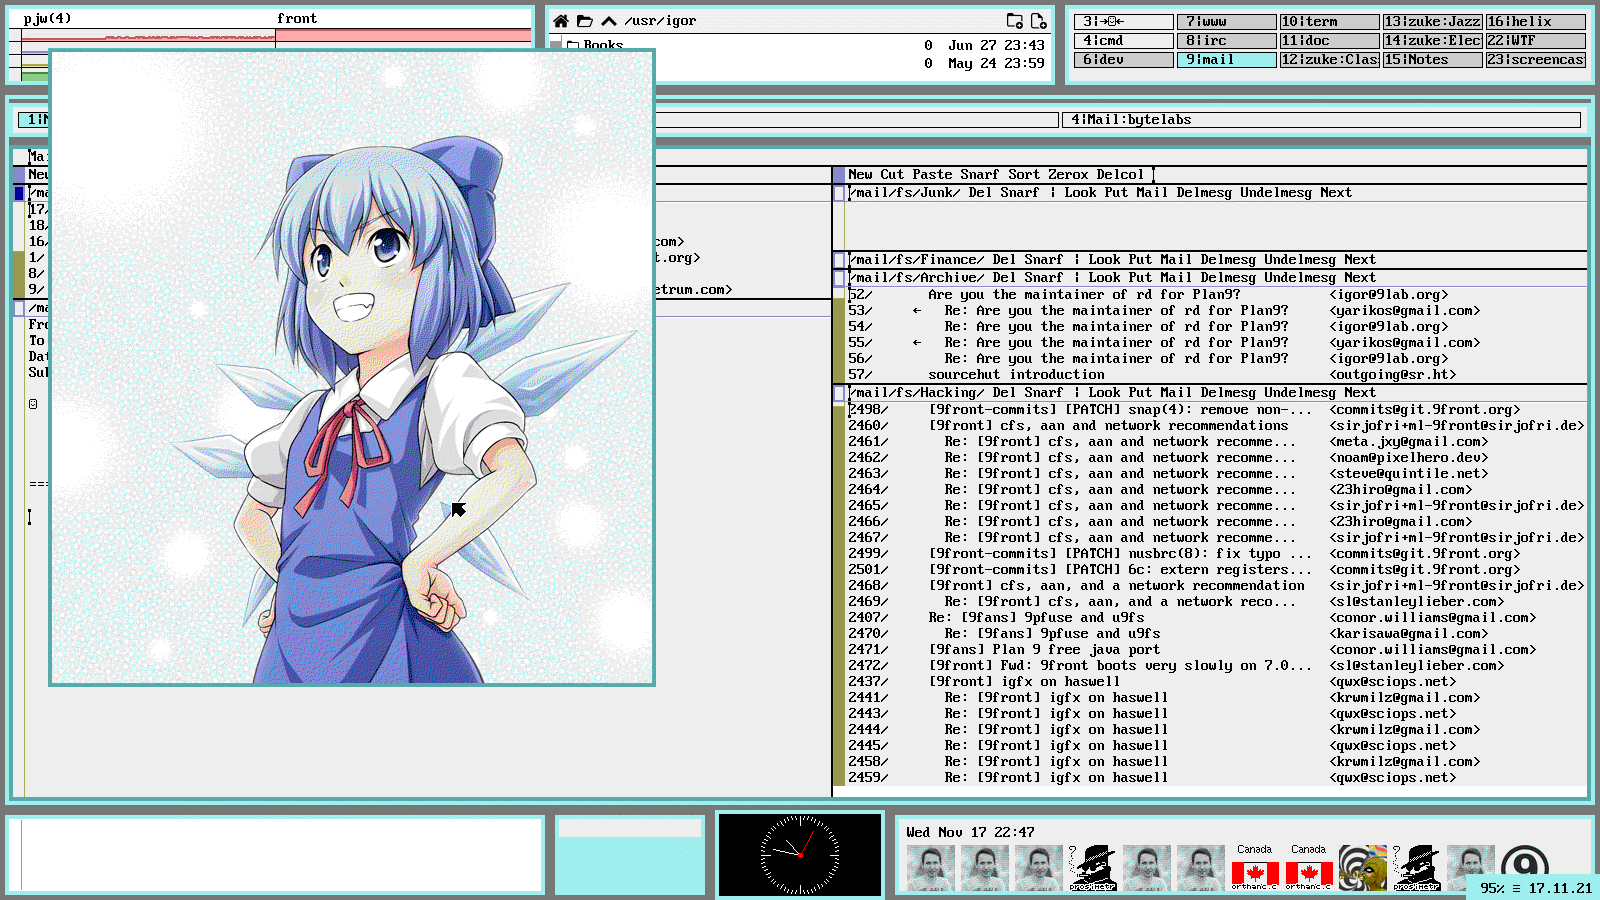 pjw(4) front
/usr/igor
Books 0 Jun 27 23:43
0 May 24 23:59
3¦→☺← 7¦www 10¦term 13¦zuke:Jazz 16¦helix
4¦cmd 8¦irc 11¦doc 14¦zuke:Elec 22¦WTF
6¦dev 9¦mail 12¦zuke:Clas 15¦Notes 23¦screencas
4¦Mail:bytelabs
New Cut Paste Snarf Sort Zerox Delcol
/mail/fs/Junk/ Del Snarf ¦ Look Put Mail Delmesg Undelmesg Next
17/
18/
16/ com>
1/ t.org>
8/
9/ etrum.com>
/mail/fs/Finance/ Del Snarf ¦ Look Put Mail Delmesg Undelmesg Next
/mail/fs/Archive/ Del Snarf ¦ Look Put Mail Delmesg Undelmesg Next
52/ Are you the maintainer of rd for Plan9? <igor@9lab.org>
53/ ← Re: Are you the maintainer of rd for Plan9? <yarikos@gmail.com>
54/ Re: Are you the maintainer of rd for Plan9? <igor@9lab.org>
55/ ← Re: Are you the maintainer of rd for Plan9? <yarikos@gmail.com>
56/ Re: Are you the maintainer of rd for Plan9? <igor@9lab.org>
57/ sourcehut introduction <outgoing@sr.ht>
/mail/fs/Hacking/ Del Snarf ¦ Look Put Mail Delmesg Undelmesg Next
2498/ [9front-commits] [PATCH] snap(4): remove non-... <commits@git.9front.org>
2460/ [9front] cfs, aan and network recommendations <sirjofri+ml-9front@sirjofri.de>
2461/ Re: [9front] cfs, aan and network recomme... <meta.jxy@gmail.com>
2462/ Re: [9front] cfs, aan and network recomme... <noam@pixelhero.dev>
2463/ Re: [9front] cfs, aan and network recomme... <steve@quintile.net>
2464/ Re: [9front] cfs, aan and network recomme... <23hiro@gmail.com>
2465/ Re: [9front] cfs, aan and network recomme... <sirjofri+ml-9front@sirjofri.de>
2466/ Re: [9front] cfs, aan and network recomme... <23hiro@gmail.com>
2467/ Re: [9front] cfs, aan and network recomme... <sirjofri+ml-9front@sirjofri.de>
2499/ [9front-commits] [PATCH] nusbrc(8): fix typo ... <commits@git.9front.org>
2501/ [9front-commits] [PATCH] 6c: extern registers... <commits@git.9front.org>
2468/ [9front] cfs, aan, and a network recommendation <sirjofri+ml-9front@sirjofri.de>
2469/ Re: [9front] cfs, aan, and a network reco... <sl@stanleylieber.com>
2407/ Re: [9fans] 9pfuse and u9fs <conor.williams@gmail.com>
2470/ Re: [9fans] 9pfuse and u9fs <karisawa@gmail.com>
2471/ [9fans] Plan 9 free java port <conor.williams@gmail.com>
2472/ [9front] Fwd: 9front boots very slowly on 7.0... <sl@stanleylieber.com>
2437/ [9front] igfx on haswell <qwx@sciops.net>
2441/ Re: [9front] igfx on haswell <krwmilz@gmail.com>
2443/ Re: [9front] igfx on haswell <qwx@sciops.net>
2444/ Re: [9front] igfx on haswell <krwmilz@gmail.com>
2445/ Re: [9front] igfx on haswell <qwx@sciops.net>
2458/ Re: [9front] igfx on haswell <krwmilz@gmail.com>
2459/ Re: [9front] igfx on haswell <qwx@sciops.net>
Wed Nov 17 22:47
Canada Canada
prosimetr orthanc.c orthanc.c prosimetr
95% ≡ 17.11.21